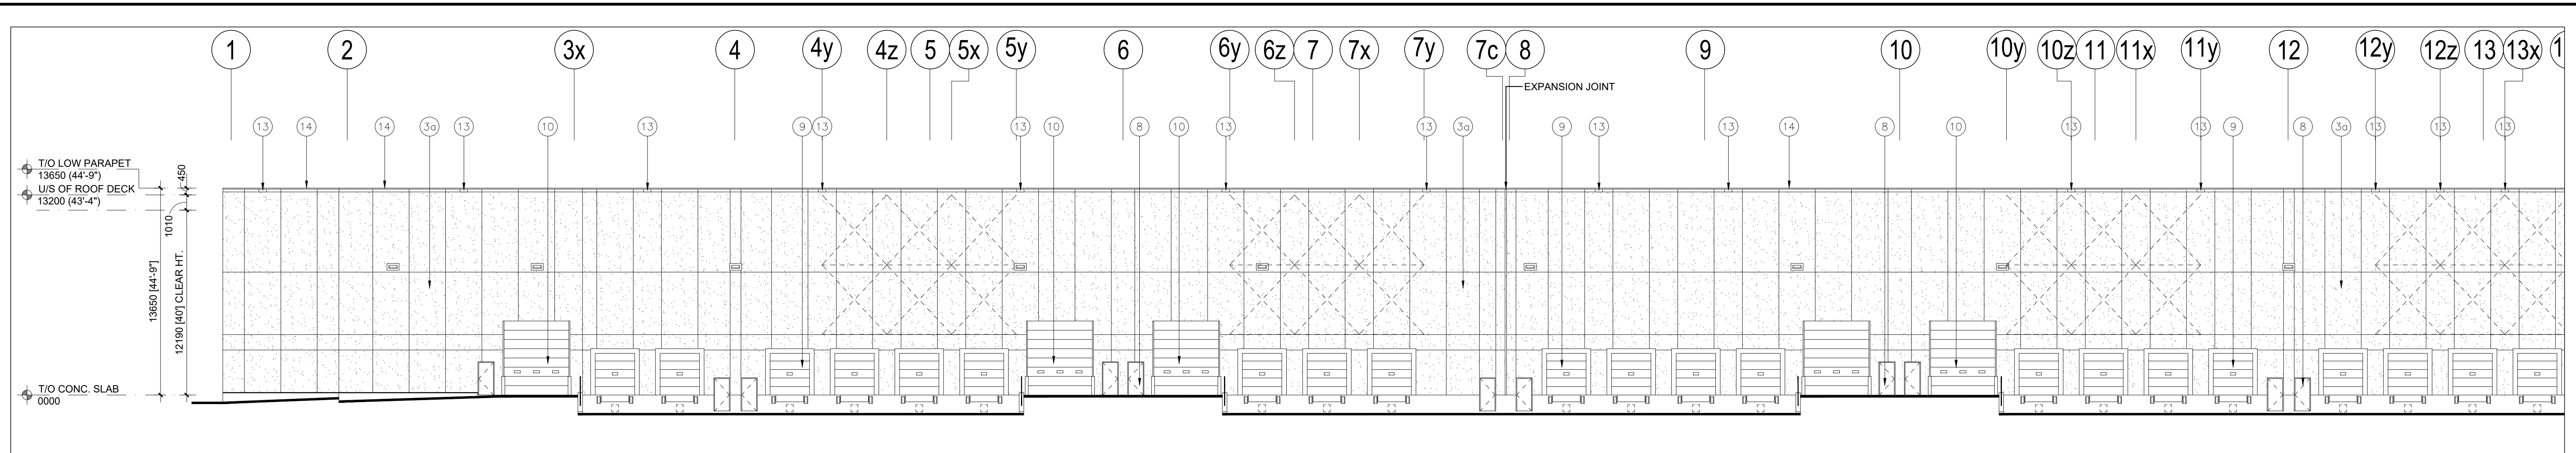 1 2 3x 4 4y 4z 5 5x 5y 6 6y 6z 7 7x 7y 7c 8 9 10 10y 10z 11 11x 11y 12 12y 12z 13 13x
EXPANSION JOINT
13 14 14 3a 13 10 13 9 13 13 10 8 10 13 13 3a 9 13 13 14 8 10 13 13 9 8 3a 13 13 13
T/O LOW PARAPET
13650 (44'-9")
U/S OF ROOF DECK
13200 (43'-4")
450
1010
13650 [44'-9"]
12190 [40'] CLEAR HT.
T/O CONC. SLAB
0000